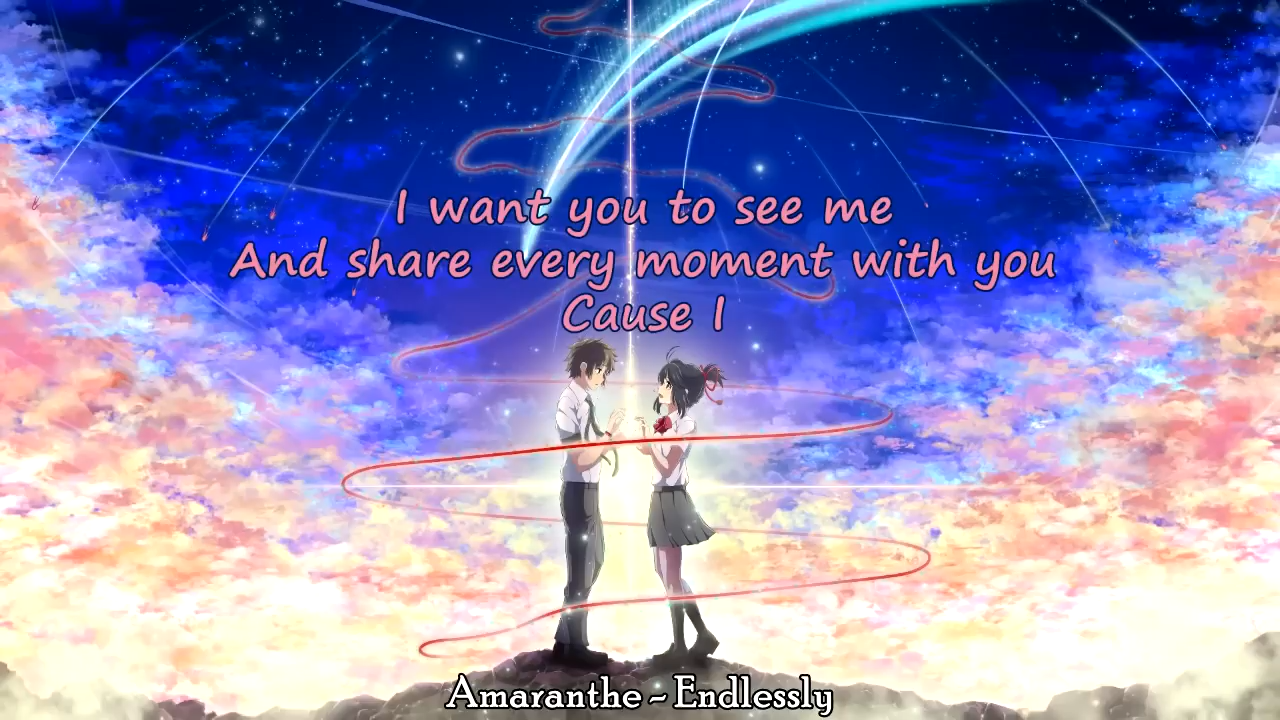 I want you to see me
And share every moment with you
Cause I
Amaranthe - Endlessly